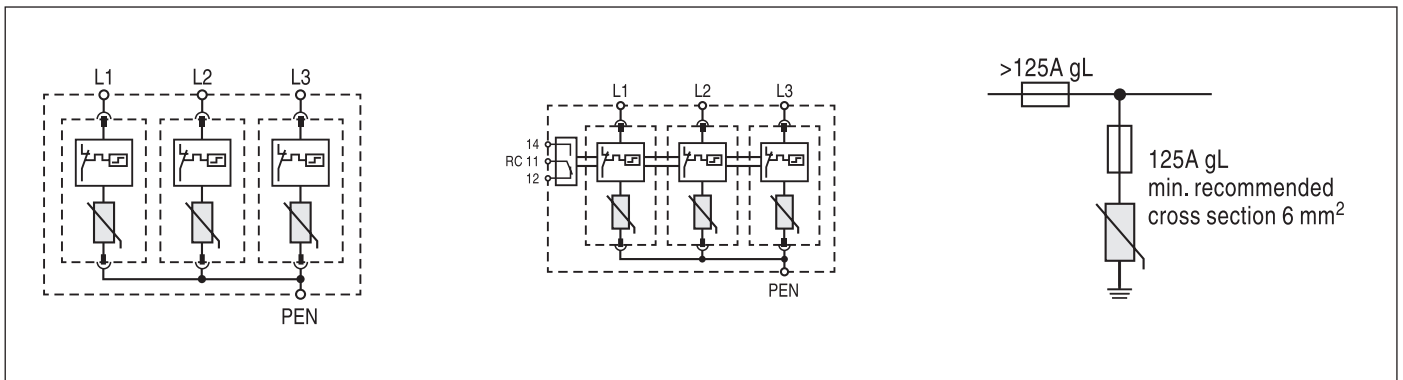 L1 L2 L3
PEN
L1 L2 L3
14
RC 11
12
PEN
>125A gL
125A gL
min. recommended
cross section 6 mm²